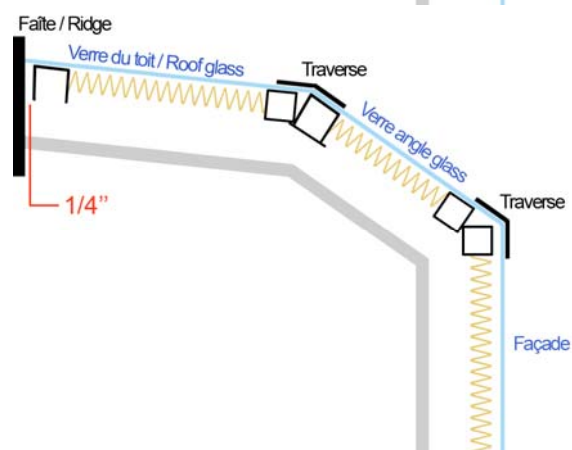 Faîte / Ridge
Verre du toit / Roof glass
Traverse
Verre angle glass
Traverse
1/4’’
Façade